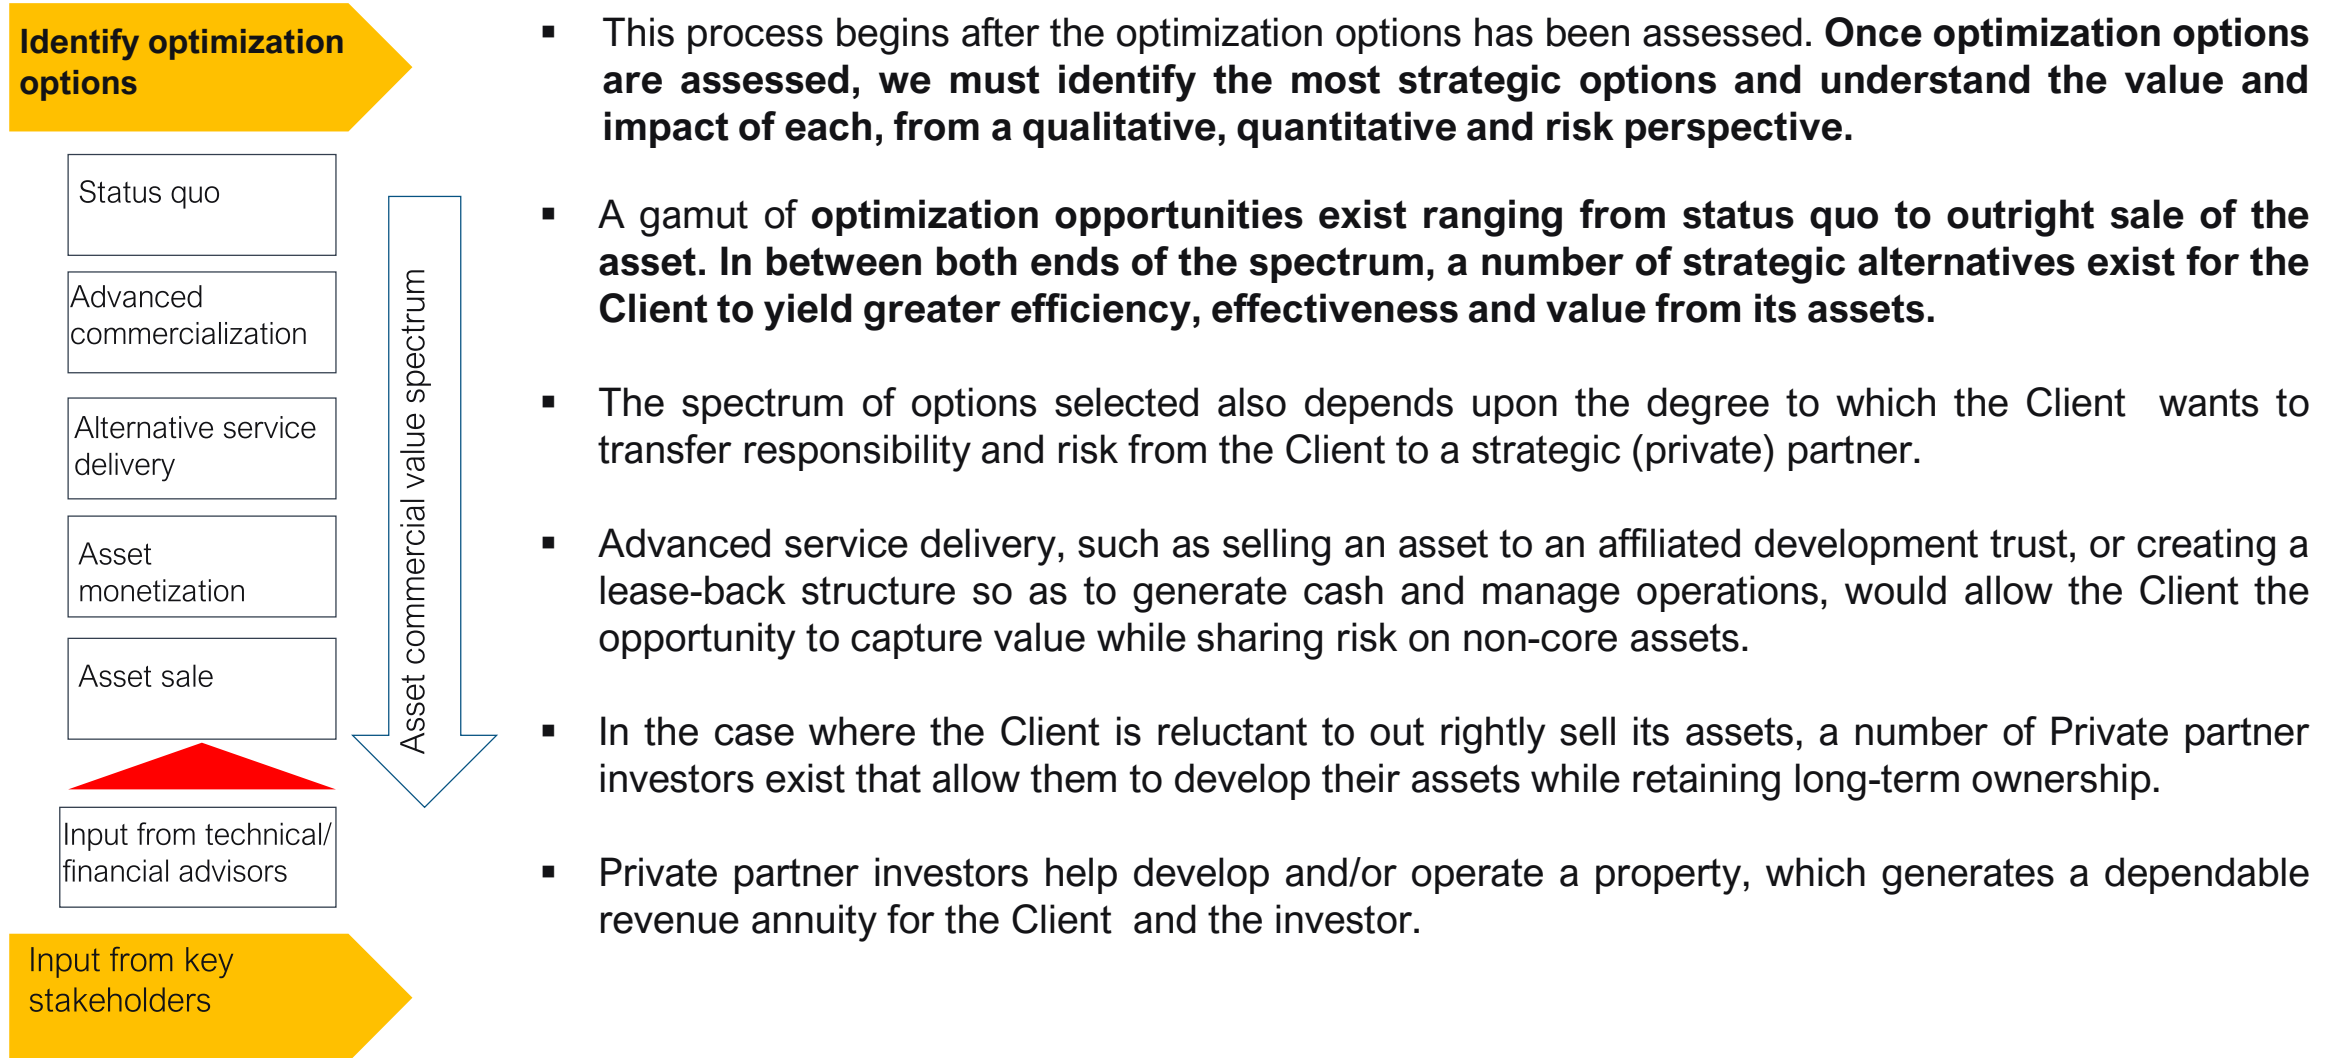 Identify optimization
options
Status quo
Advanced
commercialization
Alternative service
delivery
Asset
monetization
Asset sale
Input from technical/
financial advisors
Input from key
stakeholders
Asset commercial value spectrum
▪ This process begins after the optimization options has been assessed. Once optimization options
are assessed, we must identify the most strategic options and understand the value and
impact of each, from a qualitative, quantitative and risk perspective.
▪ A gamut of optimization opportunities exist ranging from status quo to outright sale of the
asset. In between both ends of the spectrum, a number of strategic alternatives exist for the
Client to yield greater efficiency, effectiveness and value from its assets.
▪ The spectrum of options selected also depends upon the degree to which the Client wants to
transfer responsibility and risk from the Client to a strategic (private) partner.
▪ Advanced service delivery, such as selling an asset to an affiliated development trust, or creating a
lease-back structure so as to generate cash and manage operations, would allow the Client the
opportunity to capture value while sharing risk on non-core assets.
▪ In the case where the Client is reluctant to out rightly sell its assets, a number of Private partner
investors exist that allow them to develop their assets while retaining long-term ownership.
▪ Private partner investors help develop and/or operate a property, which generates a dependable
revenue annuity for the Client and the investor.